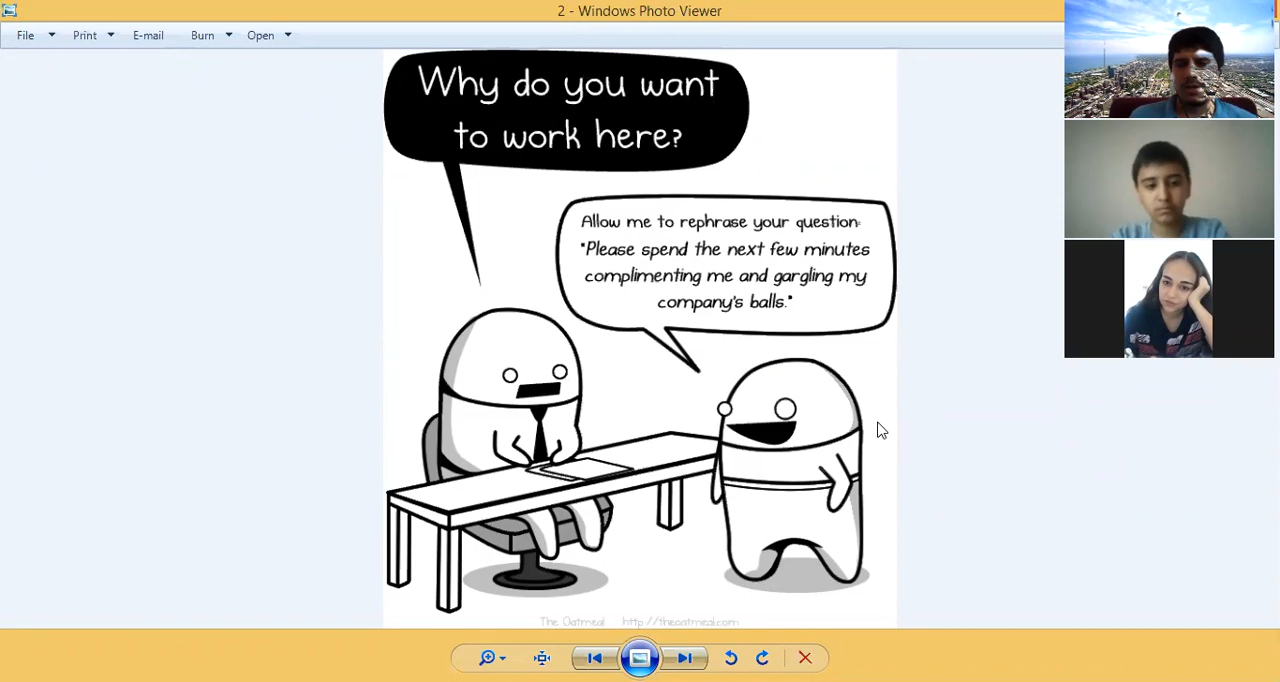 2 - Windows Photo Viewer
File Print E-mail Burn Open
Why do you want
to work here?
Allow me to rephrase your question:
"Please spend the next few minutes
complimenting me and gargling my
company's balls."
The Oatmeal http://theoatmeal.com